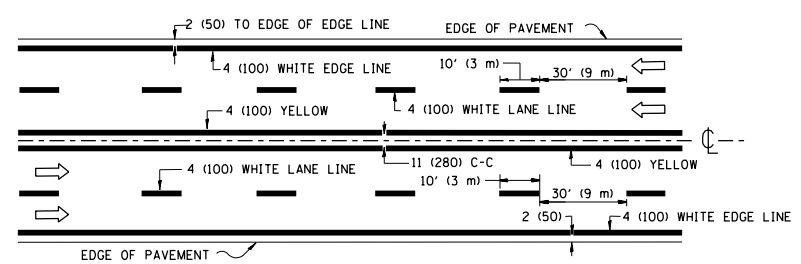 2 (50) TO EDGE OF EDGE LINE
EDGE OF PAVEMENT
4 (100) WHITE EDGE LINE
10' (3 m)
30' (9 m)
4 (100) YELLOW
4 (100) WHITE LANE LINE
℄
4 (100) WHITE LANE LINE
11 (280) C-C
4 (100) YELLOW
10' (3 m)
30' (9 m)
2 (50)
4 (100) WHITE EDGE LINE
EDGE OF PAVEMENT